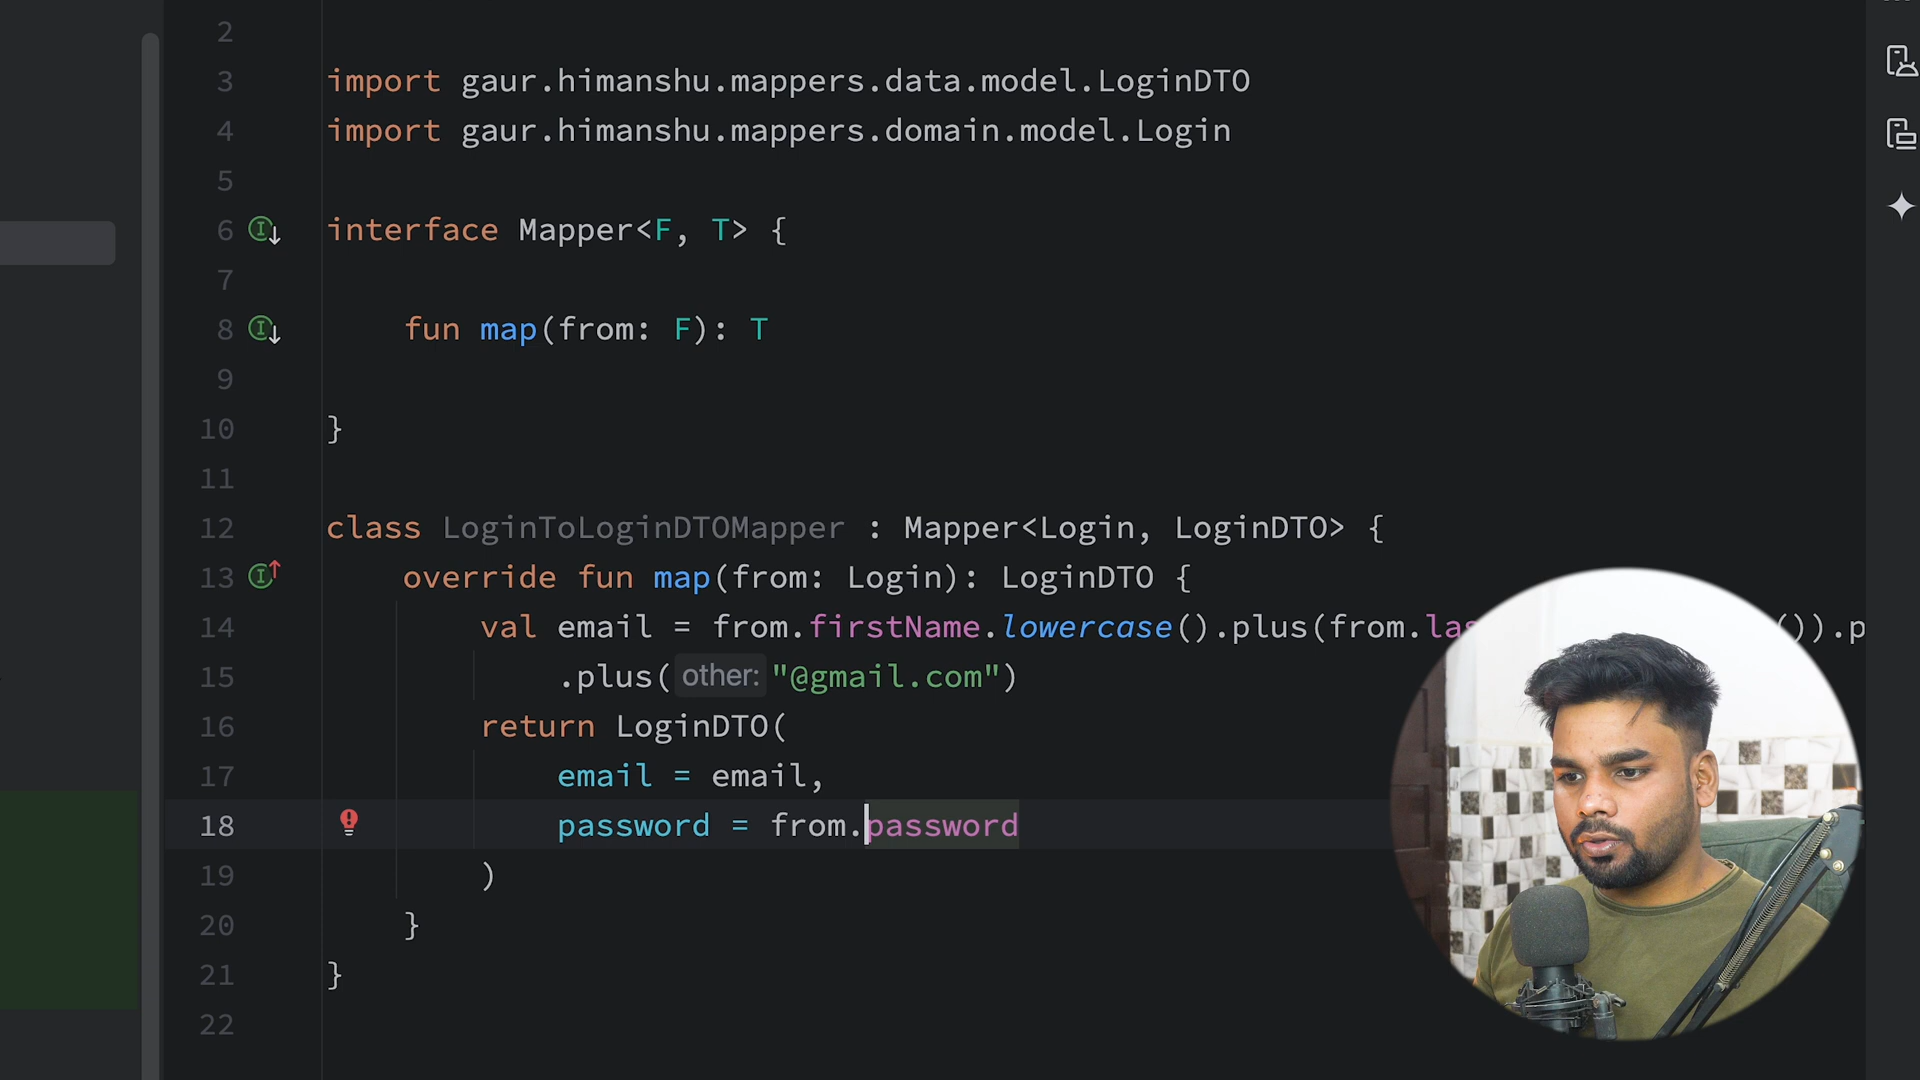 2
3 import gaur.himanshu.mappers.data.model.LoginDTO
4 import gaur.himanshu.mappers.domain.model.Login
5
6 interface Mapper<F, T> {
7
8 fun map(from: F): T
9
10 }
11
12 class LoginToLoginDTOMapper : Mapper<Login, LoginDTO> {
13 override fun map(from: Login): LoginDTO {
14 val email = from.firstName.lowercase().plus(from.las ()).p
15 .plus( other: "@gmail.com")
16 return LoginDTO(
17 email = email,
18 password = from.password
19 )
20 }
21 }
22